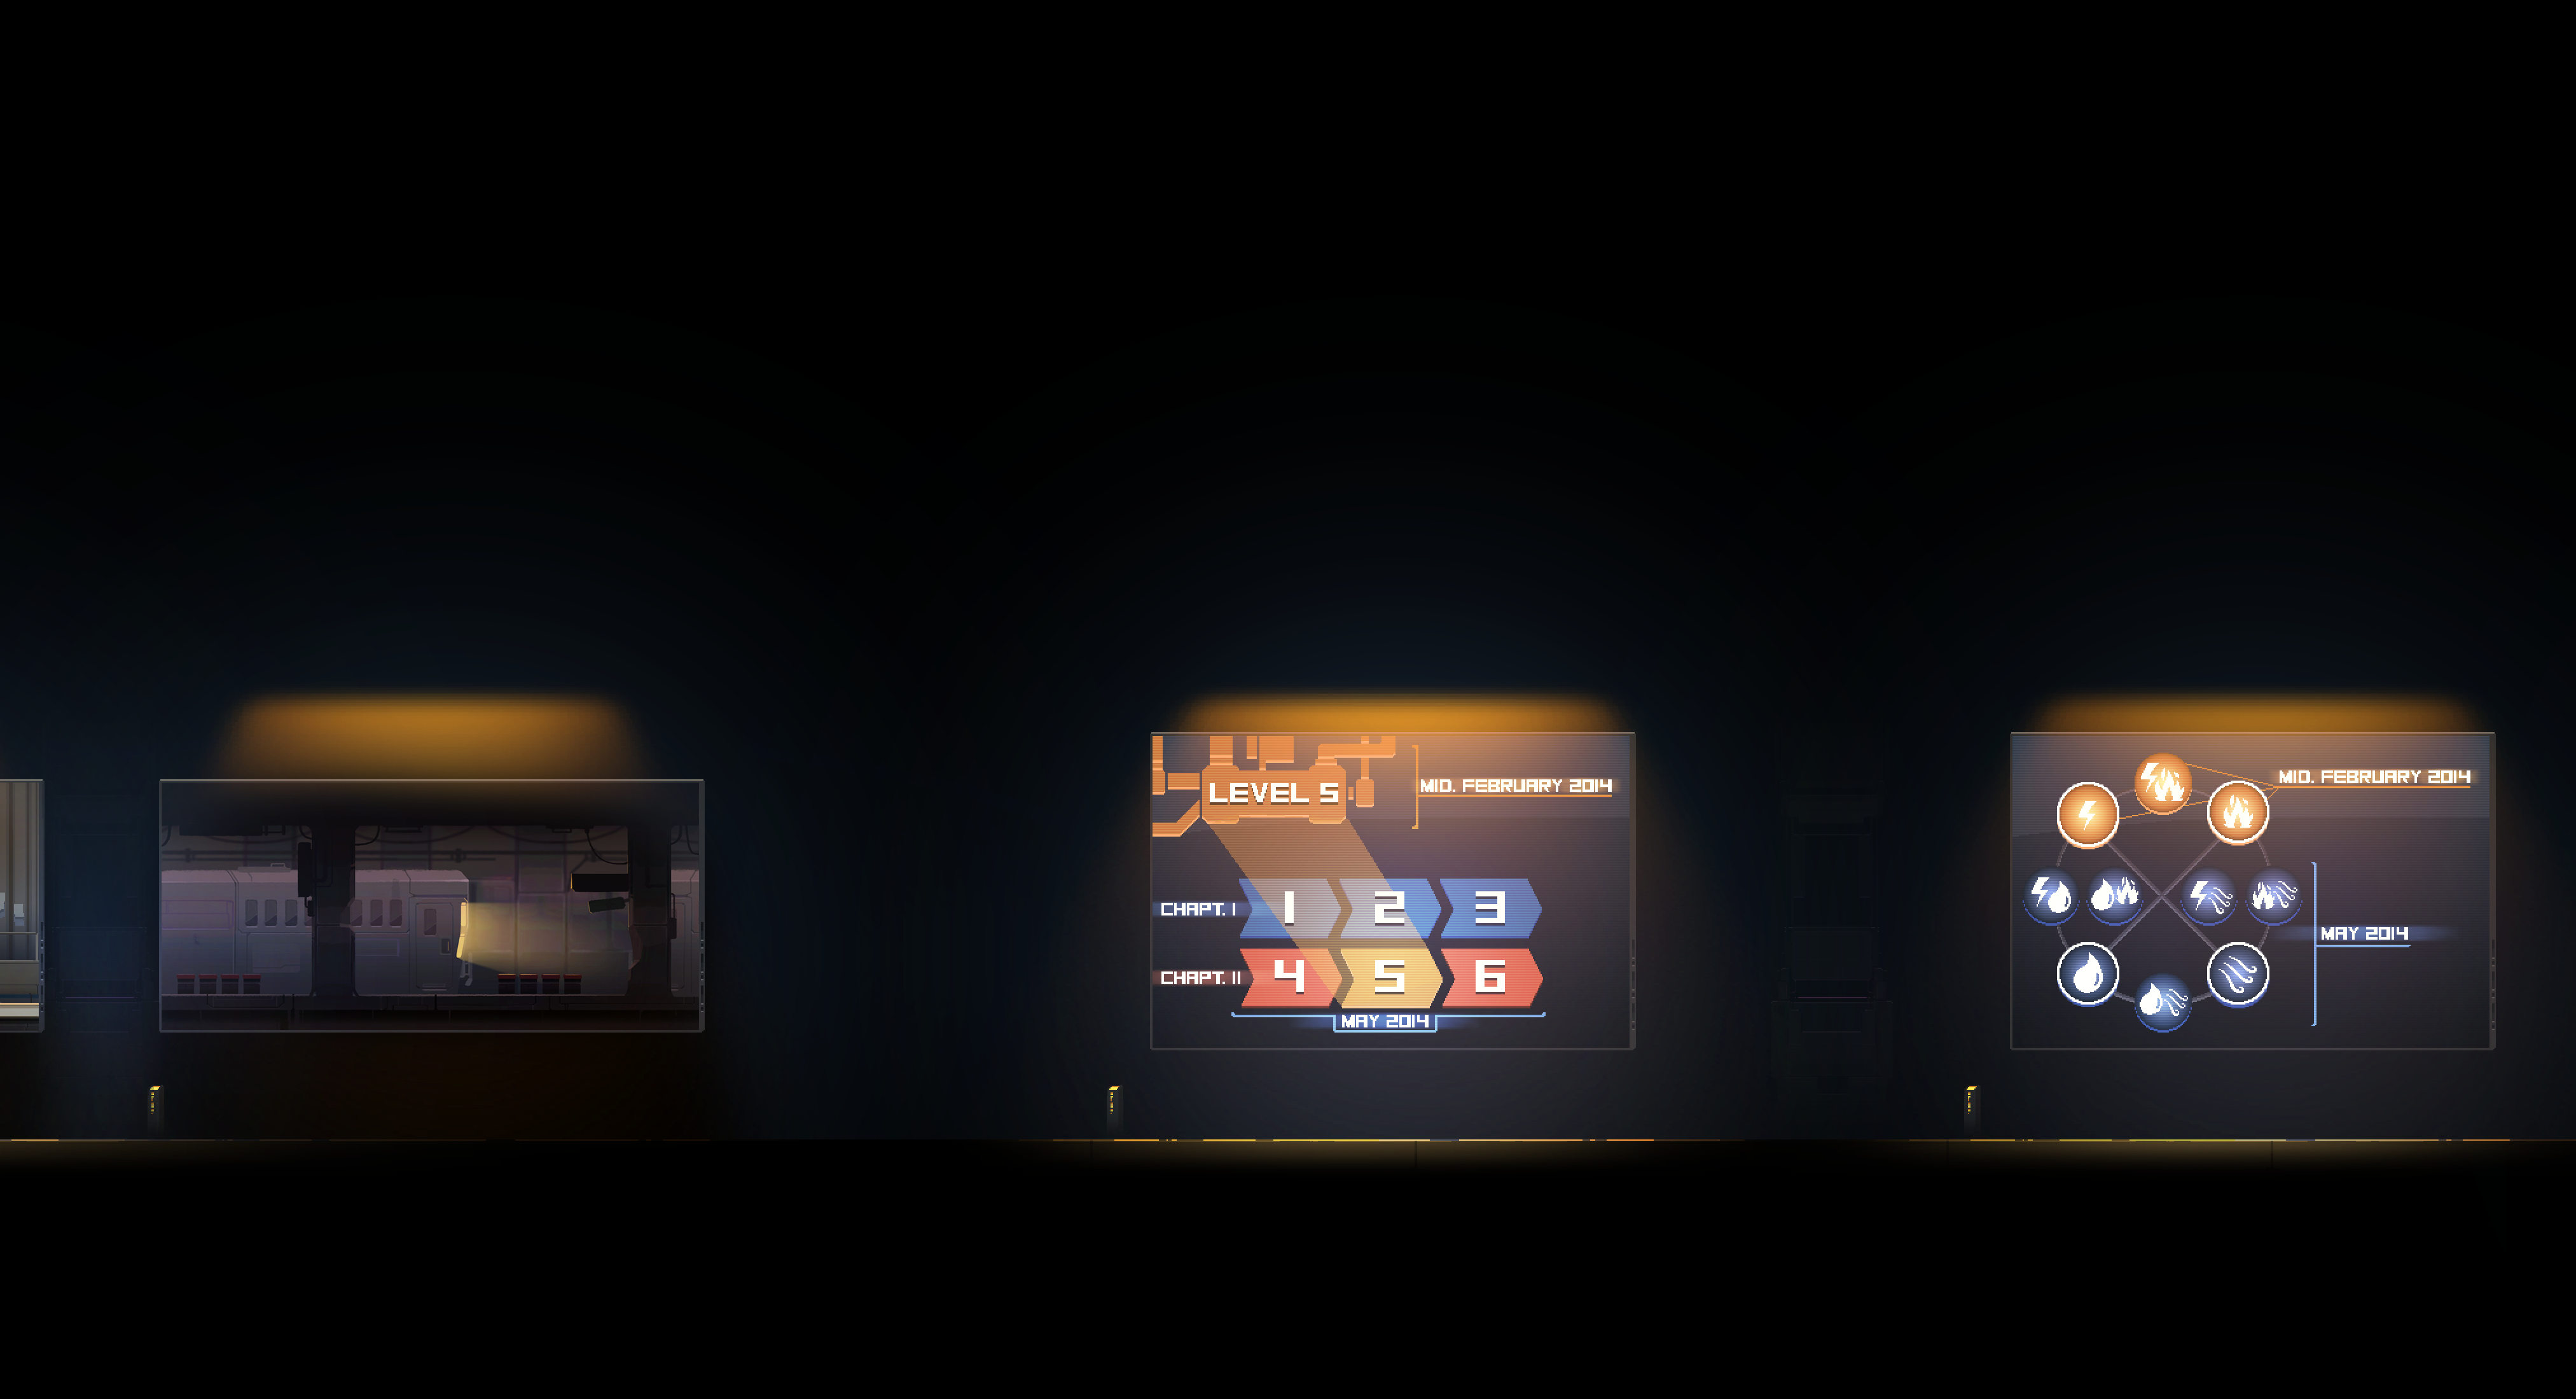 LEVEL 5
MID. FEBRUARY 2014
CHAPT. I
1 2 3
CHAPT. II
4 5 6
MAY 2014
MID. FEBRUARY 2014
MAY 2014